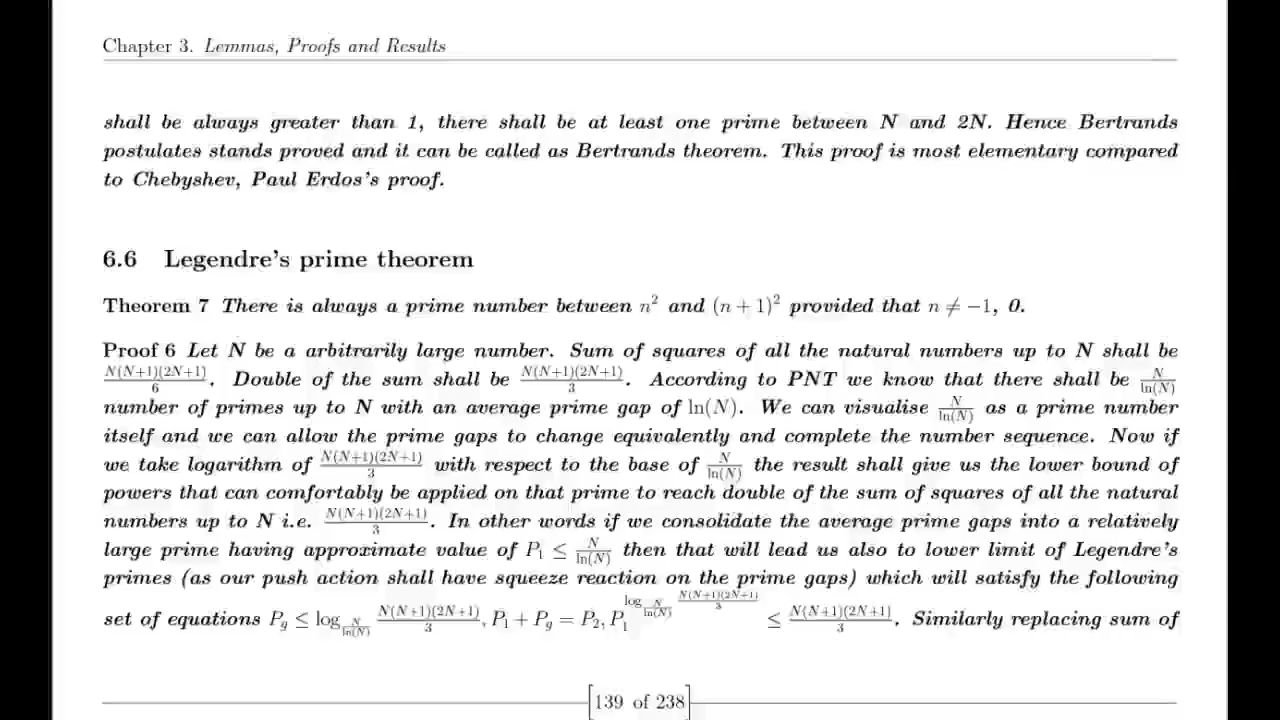 Chapter 3. Lemmas, Proofs and Results
shall be always greater than 1, there shall be at least one prime between N and 2N. Hence Bertrands
postulates stands proved and it can be called as Bertrands theorem. This proof is most elementary compared
to Chebyshev, Paul Erdos's proof.
6.6 Legendre's prime theorem
Theorem 7 There is always a prime number between n² and (n + 1)² provided that n ≠ −1, 0.
Proof 6 Let N be a arbitrarily large number. Sum of squares of all the natural numbers up to N shall be
N(N+1)(2N+1)/6. Double of the sum shall be N(N+1)(2N+1)/3. According to PNT we know that there shall be N/ln(N)
number of primes up to N with an average prime gap of ln(N). We can visualise N/ln(N) as a prime number
itself and we can allow the prime gaps to change equivalently and complete the number sequence. Now if
we take logarithm of N(N+1)(2N+1)/3 with respect to the base of N/ln(N) the result shall give us the lower bound of
powers that can comfortably be applied on that prime to reach double of the sum of squares of all the natural
numbers up to N i.e. N(N+1)(2N+1)/3. In other words if we consolidate the average prime gaps into a relatively
large prime having approximate value of P₁ ≤ N/ln(N) then that will lead us also to lower limit of Legendre's
primes (as our push action shall have squeeze reaction on the prime gaps) which will satisfy the following
set of equations P_g ≤ log_{N/ln(N)} N(N+1)(2N+1)/3, P₁ + P_g = P₂, P₁^{log_{N/ln(N)} N(N+1)(2N+1)/3} ≤ N(N+1)(2N+1)/3. Similarly replacing sum of
139 of 238